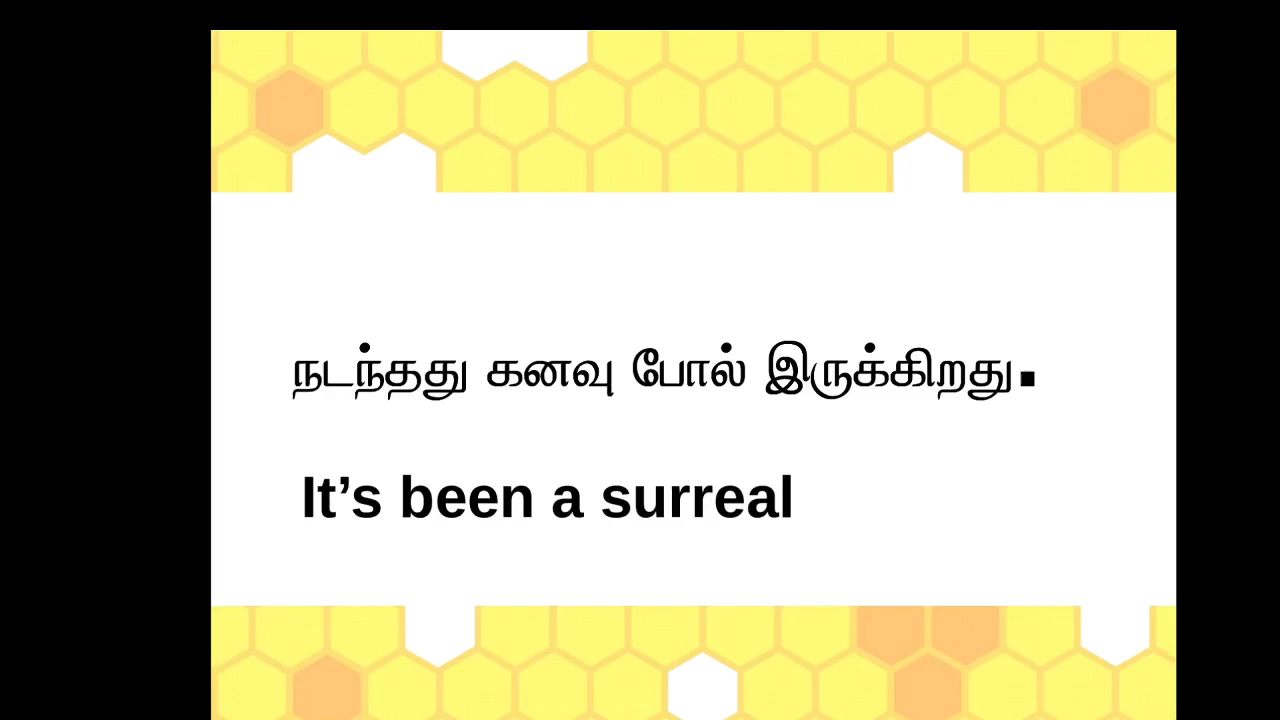 நடந்தது கனவு போல் இருக்கிறது.
It’s been a surreal